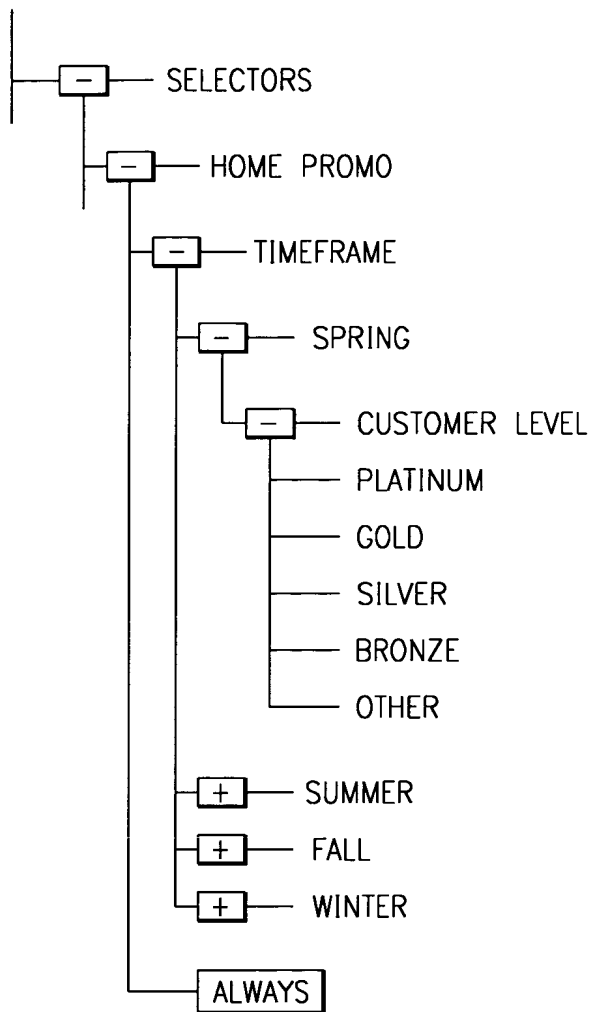 - SELECTORS
- HOME PROMO
- TIMEFRAME
- SPRING
- CUSTOMER LEVEL
PLATINUM
GOLD
SILVER
BRONZE
OTHER
+ SUMMER
+ FALL
+ WINTER
ALWAYS